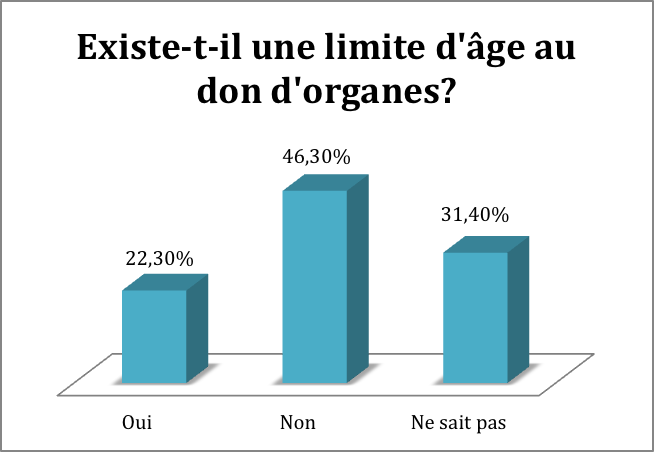 Existe-t-il une limite d'âge au
don d'organes?
46,30%
31,40%
22,30%
Oui
Non
Ne sait pas